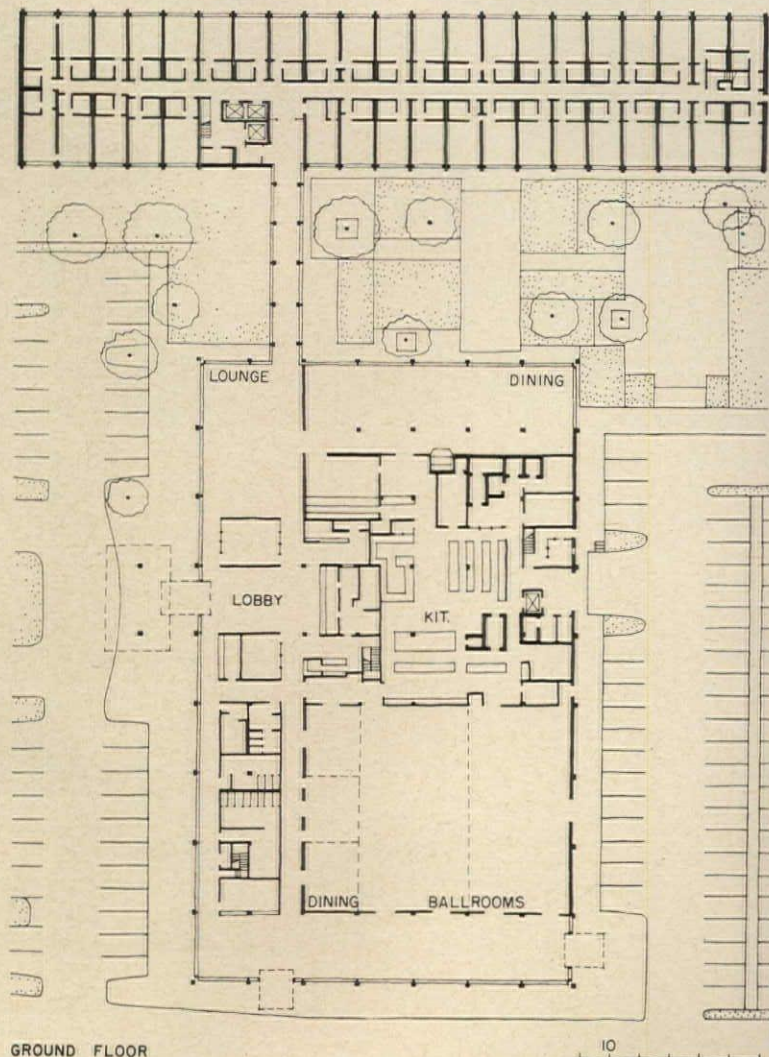 LOUNGE
DINING
LOBBY
KIT.
DINING
BALLROOMS
GROUND FLOOR
10